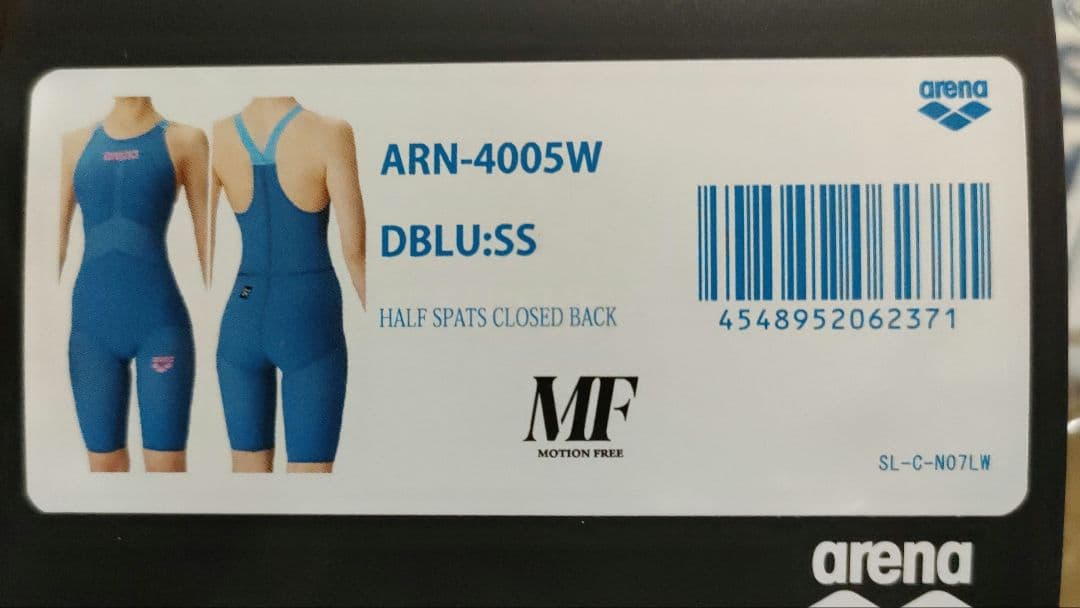 arena
ARN-4005W
DBLU:SS
HALF SPATS CLOSED BACK
4548952062371
MF
MOTION FREE
SL-C-N07LW
arena